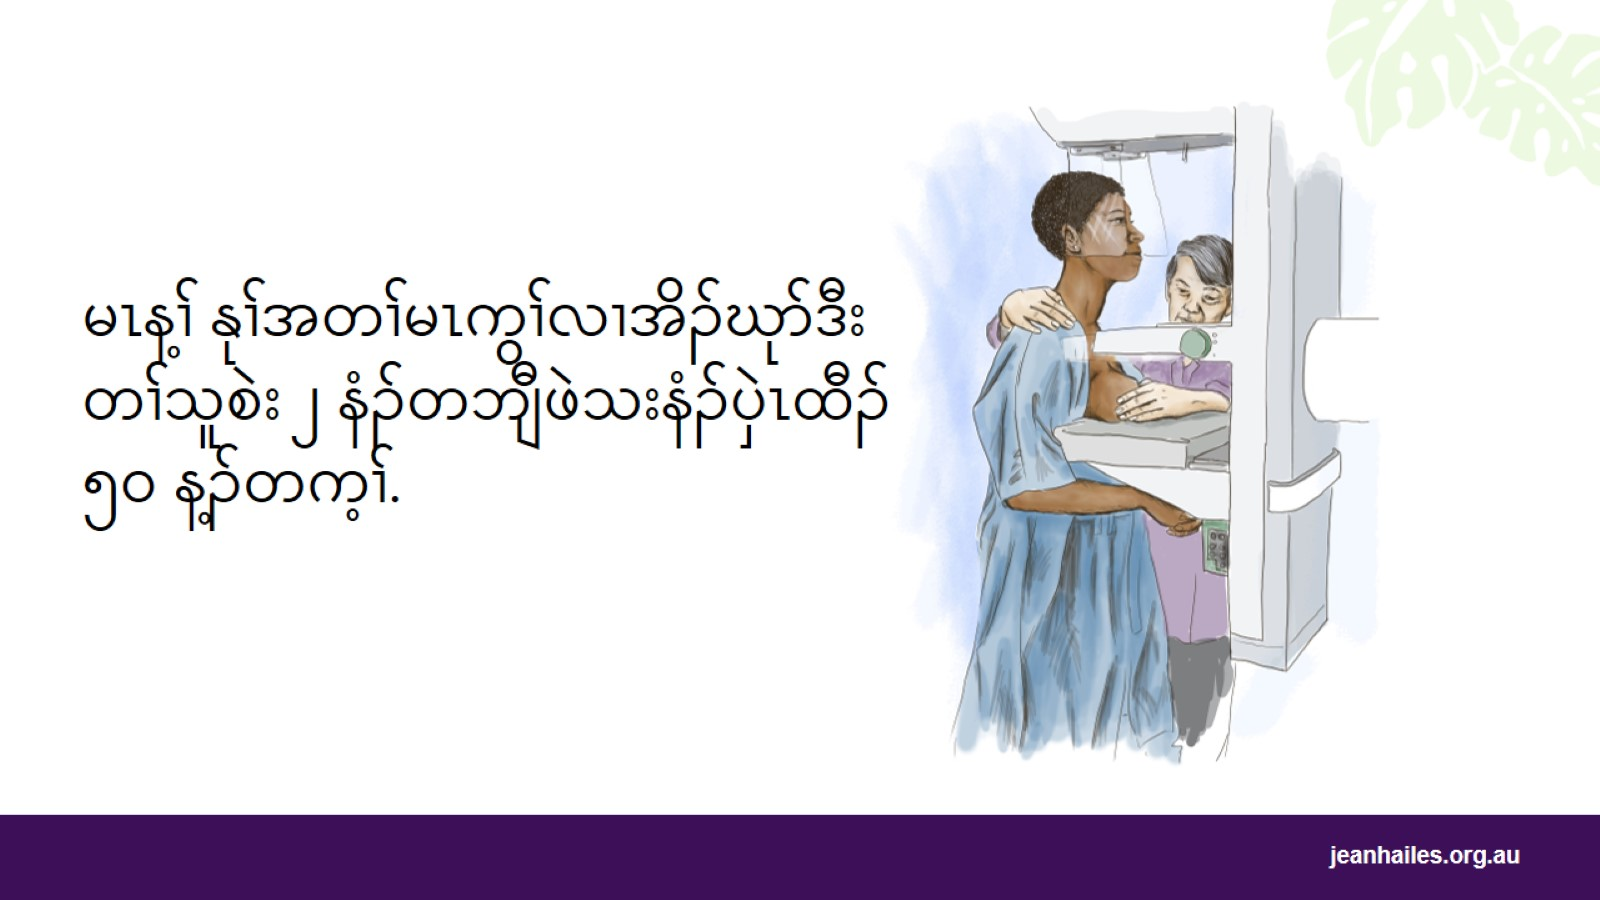 မၤန့ၢ် နုၢ်အတၢ်မၤကွၢ်လၢအိၣ်ဃုာ်ဒီး
တၢ်သူစဲး ၂ နံၣ်တဘျီဖဲသးနံၣ်ပှဲၤထီၣ်
၅၀ န့ၣ်တက့ၢ်.
jeanhailes.org.au